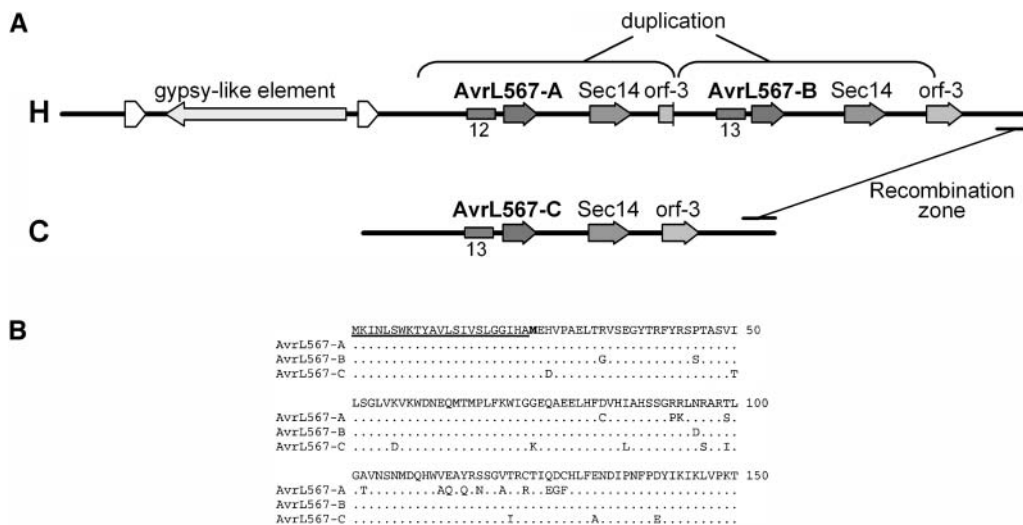 A
duplication
gypsy-like element
AvrL567-A Sec14 orf-3 AvrL567-B Sec14 orf-3
H
12 13
Recombination
zone
AvrL567-C Sec14 orf-3
C
13
B
MKINLSWKTYAVLSIVSLGGIHAMEHVPAELTRVSEGYTRFYRSPTASVI 50
AvrL567-A ..................................................
AvrL567-B ................................G...........S.....
AvrL567-C .........................D.......................T
LSGLVKVKWDNEQMTMPLFKWIGGEQAEELHFDVHIAHSSGRRLNRARTL 100
AvrL567-A ................................C........PK.....S.
AvrL567-B ............................................D.....
AvrL567-C .....D.................K...........L.........S..I.
GAVNSNMDQHWVEAYRSSGVTRCTIQDCHLFENDIPNFPDYIKIKLVPKT 150
AvrL567-A .T.........AQ.Q.N..A..R..EGF......................
AvrL567-B ..................................................
AvrL567-C ....................I..........A.......E..........